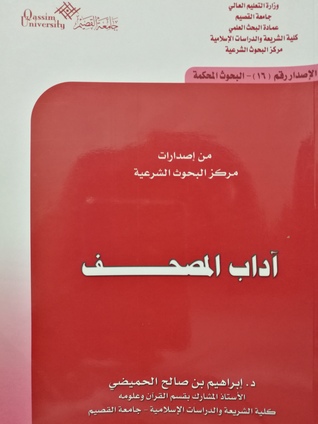 وزارة التعليم العالي
جامعة القصيم
عمادة البحث العلمي
كلية الشريعة والدراسات الإسلامية
مركز البحوث الشرعية
Qassim
University
جامعة القصيم
الإصدار رقم (١٦) - البحوث المحكمة
من إصدارات
مركز البحوث الشرعية
آداب المصحف
د. إبراهيم بن صالح الحميضي
الأستاذ المشارك بقسم القرآن وعلومه
كلية الشريعة والدراسات الإسلامية - جامعة القصيم